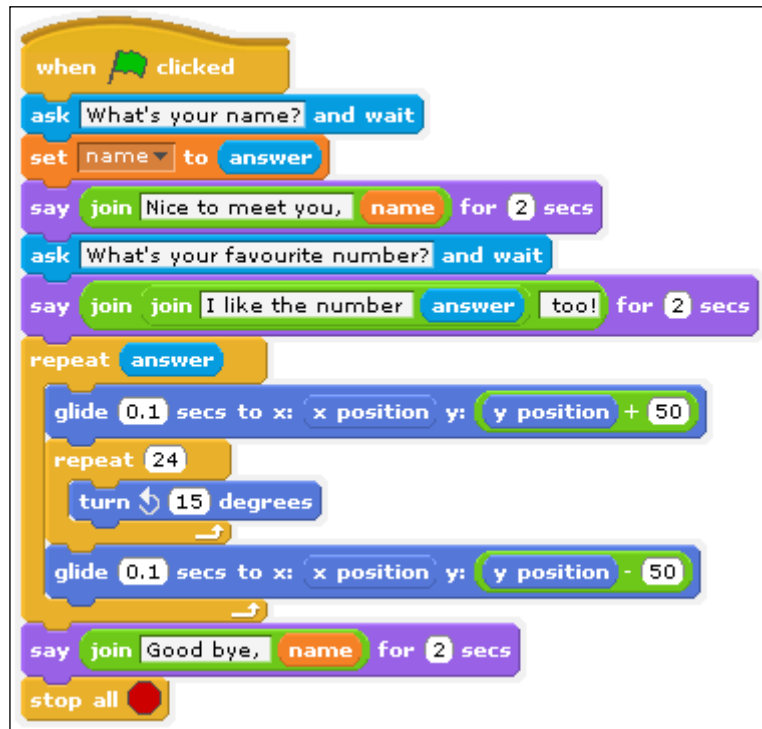 when clicked
ask What's your name? and wait
set name to answer
say join Nice to meet you, name for 2 secs
ask What's your favourite number? and wait
say join join I like the number answer too! for 2 secs
repeat answer
glide 0.1 secs to x: x position y: y position + 50
repeat 24
turn 15 degrees
glide 0.1 secs to x: x position y: y position - 50
say join Good bye, name for 2 secs
stop all